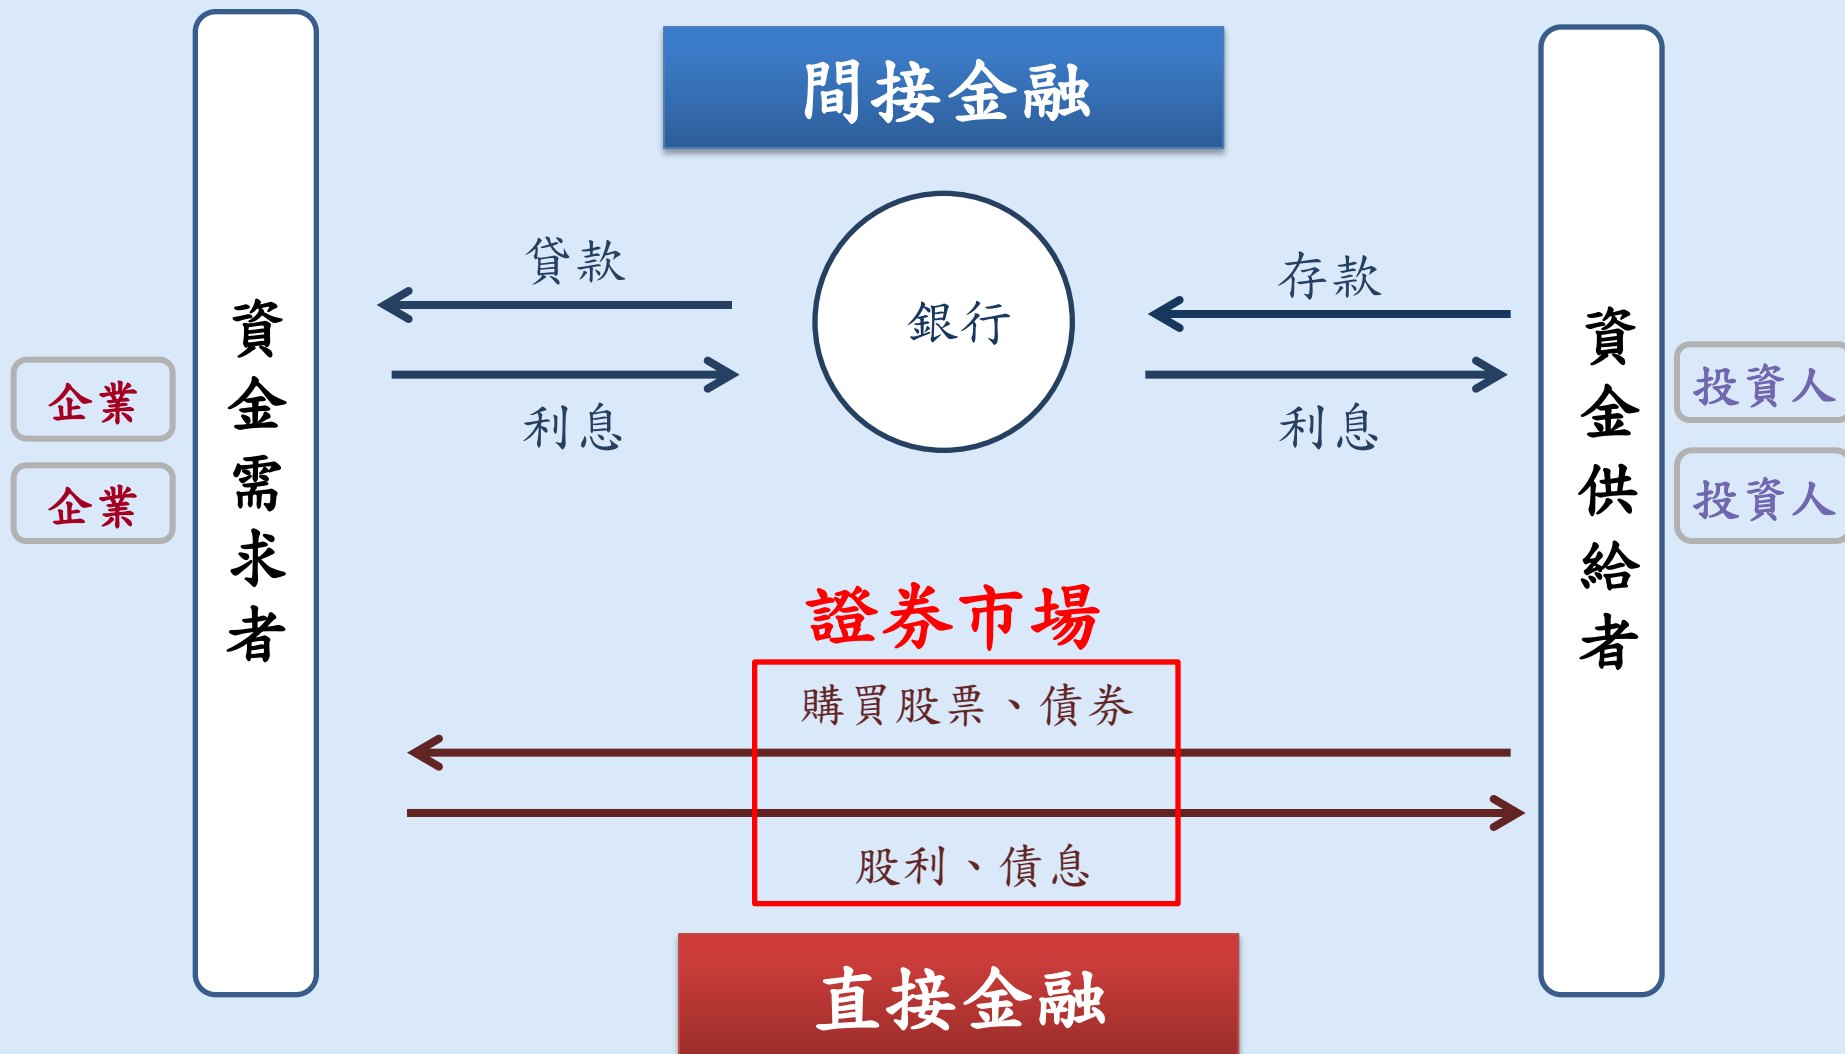 間接金融
資金需求者
資金供給者
貸款
存款
銀行
利息
利息
企業
企業
投資人
投資人
證券市場
購買股票、債券
股利、債息
直接金融